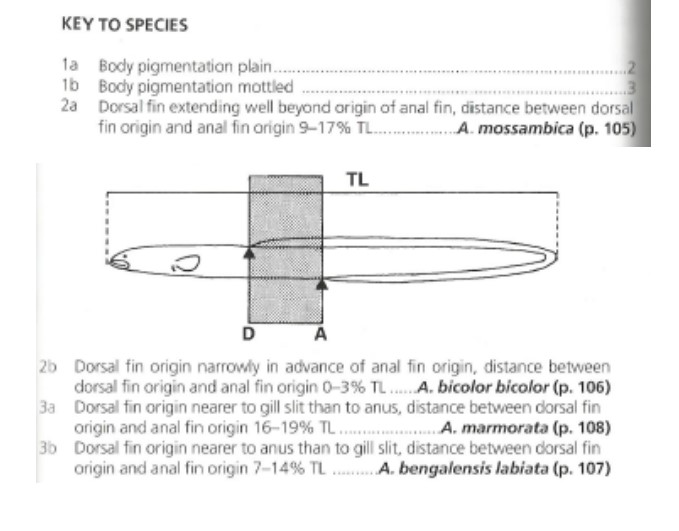 KEY TO SPECIES
1a Body pigmentation plain..........................................................................2
1b Body pigmentation mottled .....................................................................3
2a Dorsal fin extending well beyond origin of anal fin, distance between dorsal
fin origin and anal fin origin 9–17% TL..................A. mossambica (p. 105)
TL
D A
2b Dorsal fin origin narrowly in advance of anal fin origin, distance between
dorsal fin origin and anal fin origin 0–3% TL ......A. bicolor bicolor (p. 106)
3a Dorsal fin origin nearer to gill slit than to anus, distance between dorsal fin
origin and anal fin origin 16–19% TL .....................A. marmorata (p. 108)
3b Dorsal fin origin nearer to anus than to gill slit, distance between dorsal fin
origin and anal fin origin 7–14% TL ..........A. bengalensis labiata (p. 107)